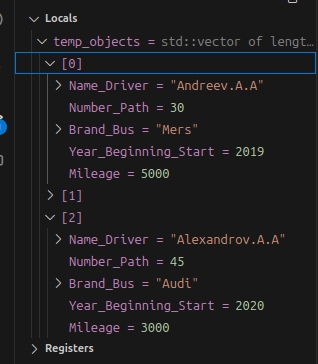 Locals
temp_objects = std::vector of lengt…
[0]
Name_Driver = "Andreev.A.A"
Number_Path = 30
Brand_Bus = "Mers"
Year_Beginning_Start = 2019
Mileage = 5000
[1]
[2]
Name_Driver = "Alexandrov.A.A"
Number_Path = 45
Brand_Bus = "Audi"
Year_Beginning_Start = 2020
Mileage = 3000
Registers